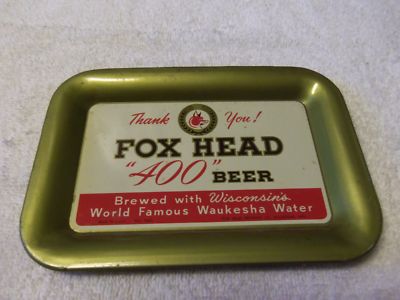 Thank You!
FOX HEAD
"400" BEER
Brewed with Wisconsin's
World Famous Waukesha Water